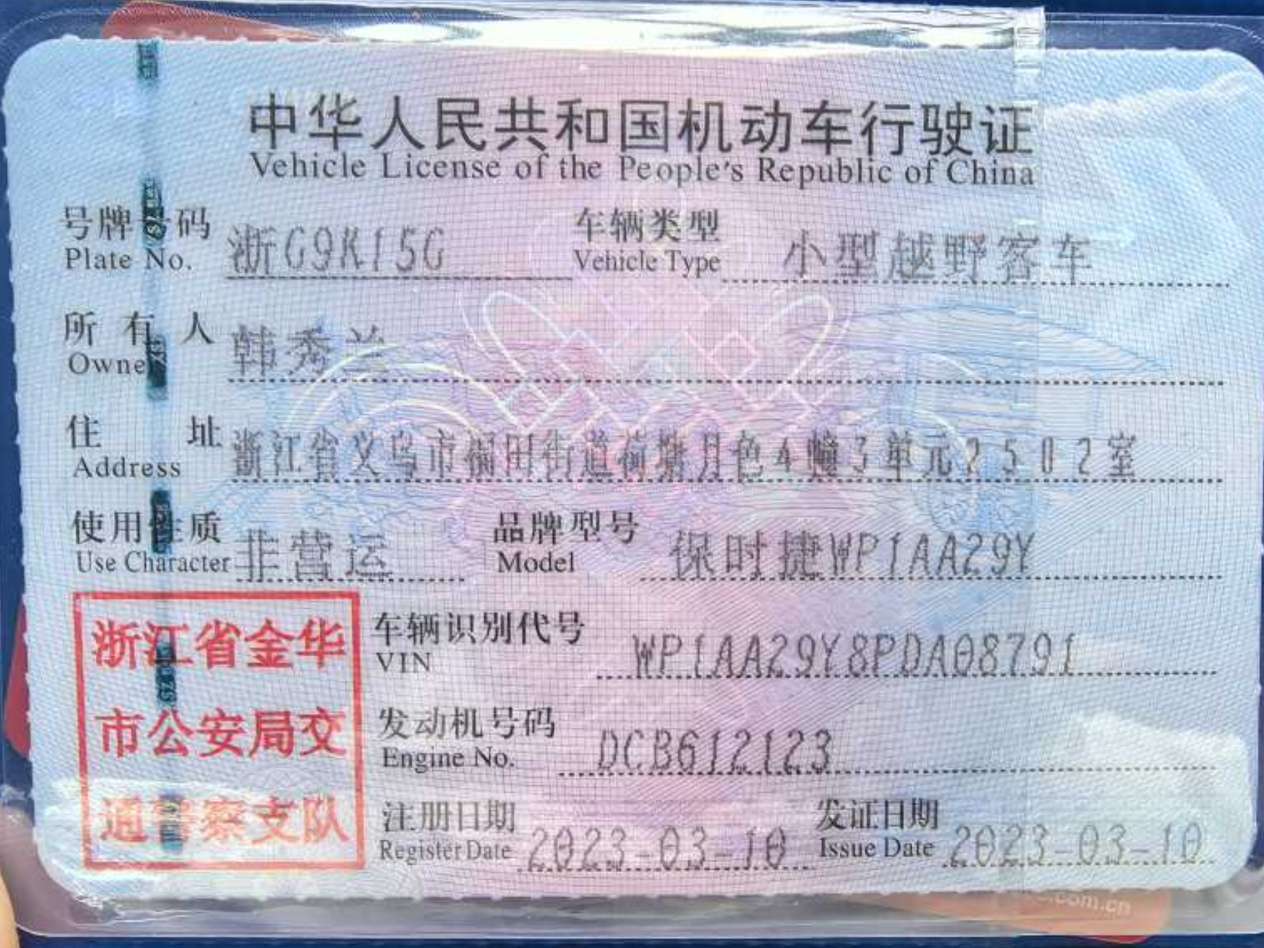 中华人民共和国机动车行驶证
Vehicle License of the People's Republic of China
号牌号码 浙G9K15G 车辆类型 小型越野客车
Plate No. Vehicle Type
所有人 韩秀兰
Owner
住址 浙江省义乌市福田街道荷塘月色4幢3单元2502室
Address
使用性质 非营运 品牌型号 保时捷WP1AA29Y
Use Character Model
浙江省金华
市公安局交
通警察支队
车辆识别代号 WP1AA29Y8PDA08791
VIN
发动机号码 DCB612123
Engine No.
注册日期 2023-03-10 发证日期 2023-03-10
Register Date Issue Date
.com.cn